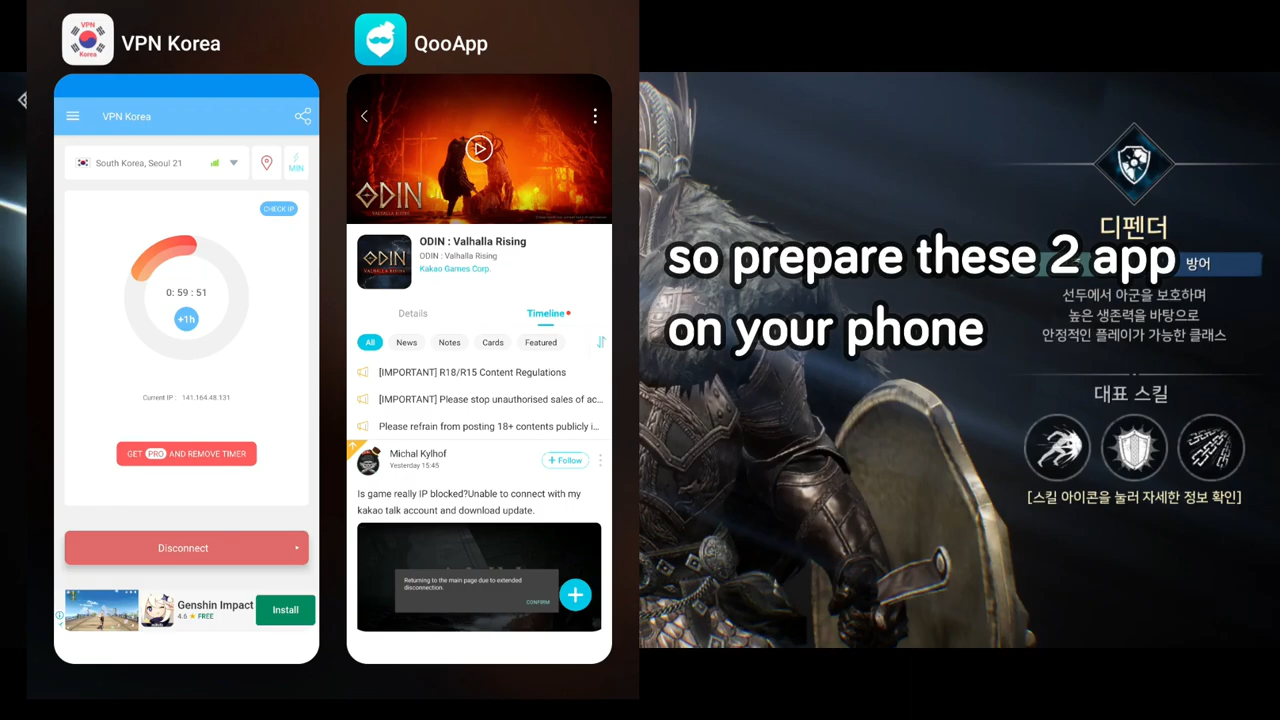 VPN
Korea
VPN Korea
QooApp
VPN Korea
South Korea, Seoul 21
MIN
CHECK IP
0: 59 : 51
+1h
Current IP : 141.164.48.131
GET PRO AND REMOVE TIMER
Disconnect
Genshin Impact
4.6 ★ FREE
Install
ODIN
VALHALLA RISING
ODIN
ODIN : Valhalla Rising
ODIN : Valhalla Rising
Kakao Games Corp.
Details
Timeline
All
News
Notes
Cards
Featured
[IMPORTANT] R18/R15 Content Regulations
[IMPORTANT] Please stop unauthorised sales of ac...
Please refrain from posting 18+ contents publicly i...
Michal Kylhof
Yesterday 15:45
+ Follow
Is game really IP blocked?Unable to connect with my
kakao talk account and download update.
Returning to the main page due to extended
disconnection.
CONFIRM
so prepare these 2 app
on your phone
디펜더
방어
선두에서 아군을 보호하며
높은 생존력을 바탕으로
안정적인 플레이가 가능한 클래스
대표 스킬
[스킬 아이콘을 눌러 자세한 정보 확인]